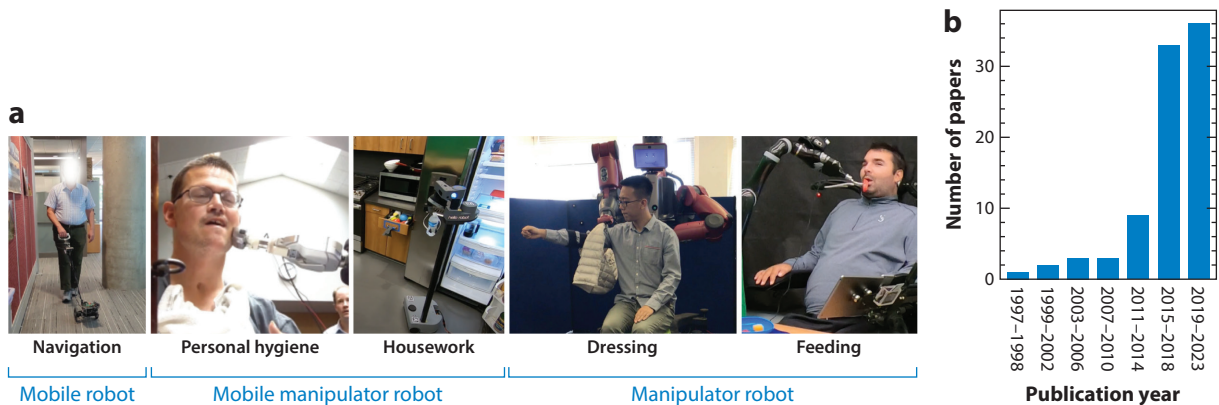 a
Navigation
Personal hygiene
Housework
Dressing
Feeding
Mobile robot
Mobile manipulator robot
Manipulator robot
b
Number of papers
30
20
10
0
1997–1998
1999–2002
2003–2006
2007–2010
2011–2014
2015–2018
2019–2023
Publication year